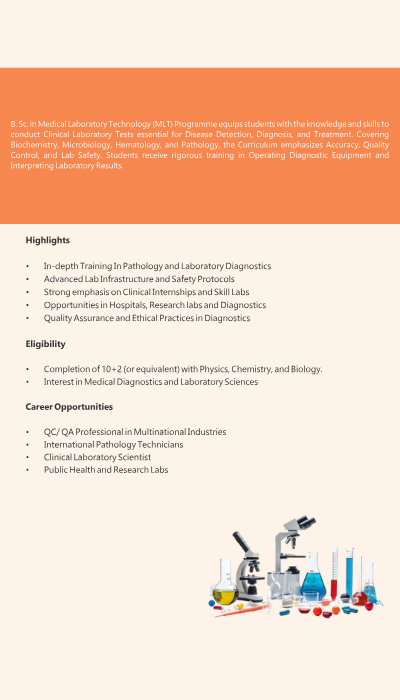 B. Sc. in Medical Laboratory Technology (MLT) Programme equips students with the knowledge and skills to
conduct Clinical Laboratory Tests essential for Disease Detection, Diagnosis, and Treatment. Covering
Biochemistry, Microbiology, Hematology, and Pathology, the Curriculum emphasizes Accuracy, Quality
Control, and Lab Safety. Students receive rigorous training in Operating Diagnostic Equipment and
Interpreting Laboratory Results.
Highlights
• In-depth Training In Pathology and Laboratory Diagnostics
• Advanced Lab Infrastructure and Safety Protocols
• Strong emphasis on Clinical Internships and Skill Labs
• Opportunities in Hospitals, Research labs and Diagnostics
• Quality Assurance and Ethical Practices in Diagnostics
Eligibility
• Completion of 10+2 (or equivalent) with Physics, Chemistry, and Biology.
• Interest in Medical Diagnostics and Laboratory Sciences
Career Opportunities
• QC/ QA Professional in Multinational Industries
• International Pathology Technicians
• Clinical Laboratory Scientist
• Public Health and Research Labs